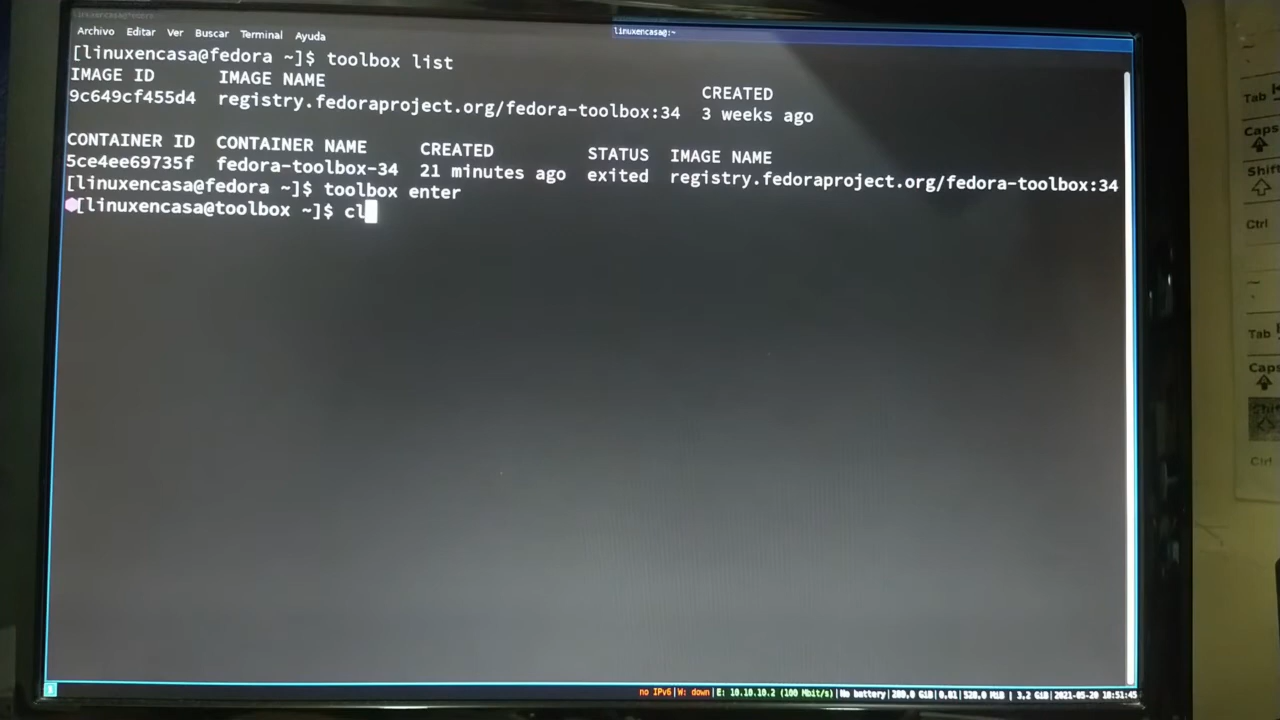 linuxencasa@:~
Archivo Editar Ver Buscar Terminal Ayuda
[linuxencasa@fedora ~]$ toolbox list
IMAGE ID IMAGE NAME CREATED
9c649cf455d4 registry.fedoraproject.org/fedora-toolbox:34 3 weeks ago
CONTAINER ID CONTAINER NAME CREATED STATUS IMAGE NAME
5ce4ee69735f fedora-toolbox-34 21 minutes ago exited registry.fedoraproject.org/fedora-toolbox:34
[linuxencasa@fedora ~]$ toolbox enter
[linuxencasa@toolbox ~]$ cl
no IPv6|W: down|E: 10.10.10.2 (100 Mbit/s)|No battery|280,0 GiB|0.01|528,0 MiB | 3,2 GiB|2021-05-20 18:51:45
Tab
Caps
Shift
Ctrl
Tab
Caps
Ctrl